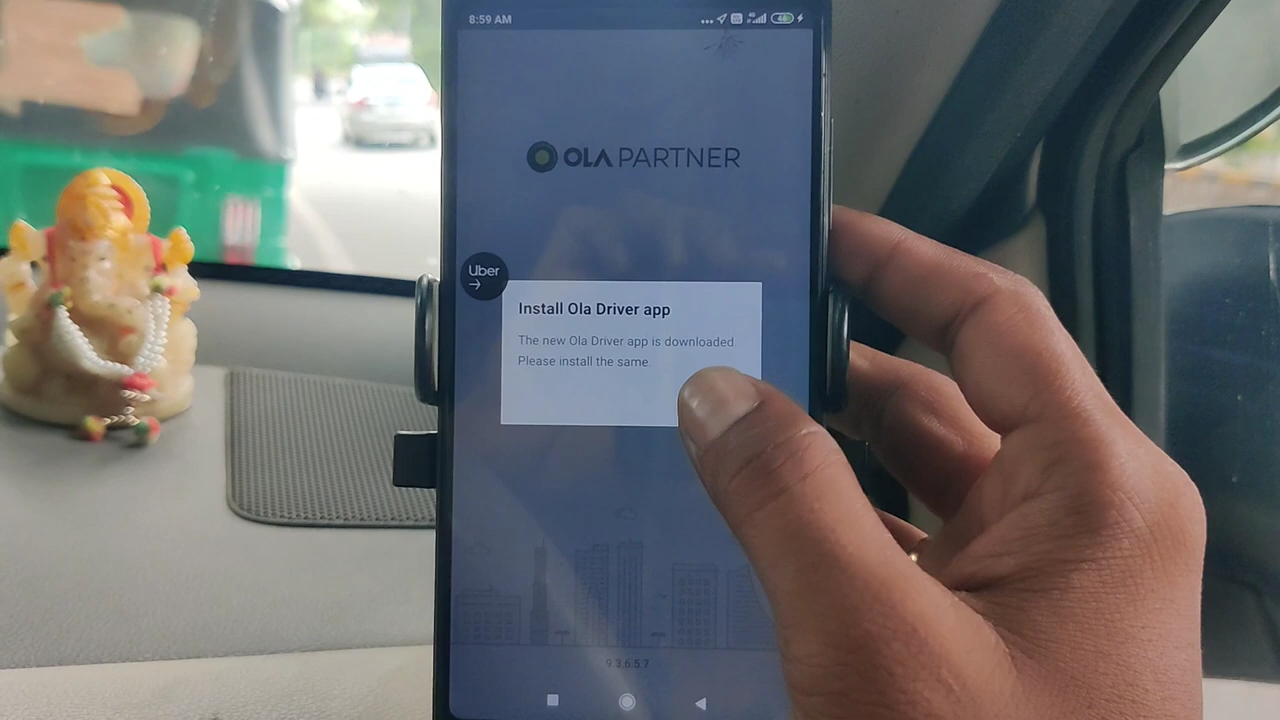 8:59 AM
46
OLA PARTNER
Uber
Install Ola Driver app
The new Ola Driver app is downloaded
Please install the same.
9.3.6.5.7